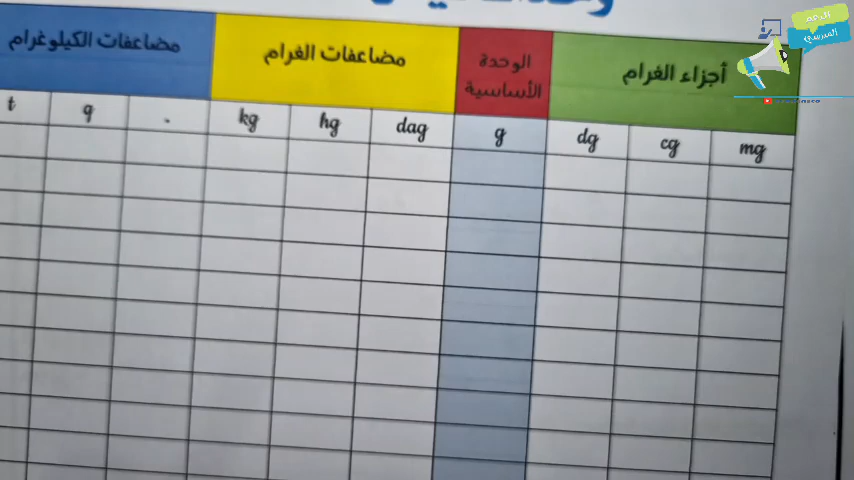 مضاعفات الكيلوغرام
مضاعفات الغرام
الوحدة
الأساسية
أجزاء الغرام
t q . kg hg dag g dg cg mg
الدعم
المدرسي